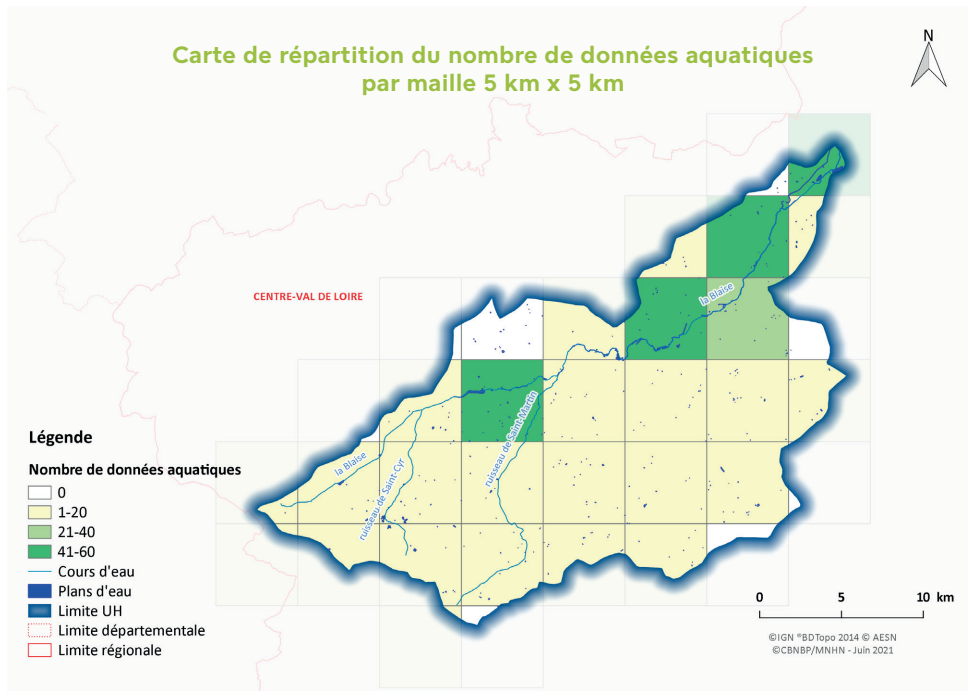 Carte de répartition du nombre de données aquatiques
par maille 5 km x 5 km
N
CENTRE-VAL DE LOIRE
la Blaise
ruisseau de Saint-Martin
la Blaise
ruisseau de Saint-Cyr
Légende
Nombre de données aquatiques
0
1-20
21-40
41-60
Cours d'eau
Plans d'eau
Limite UH
Limite départementale
Limite régionale
0 5 10 km
©IGN ®BDTopo 2014 © AESN
©CBNBP/MNHN - Juin 2021